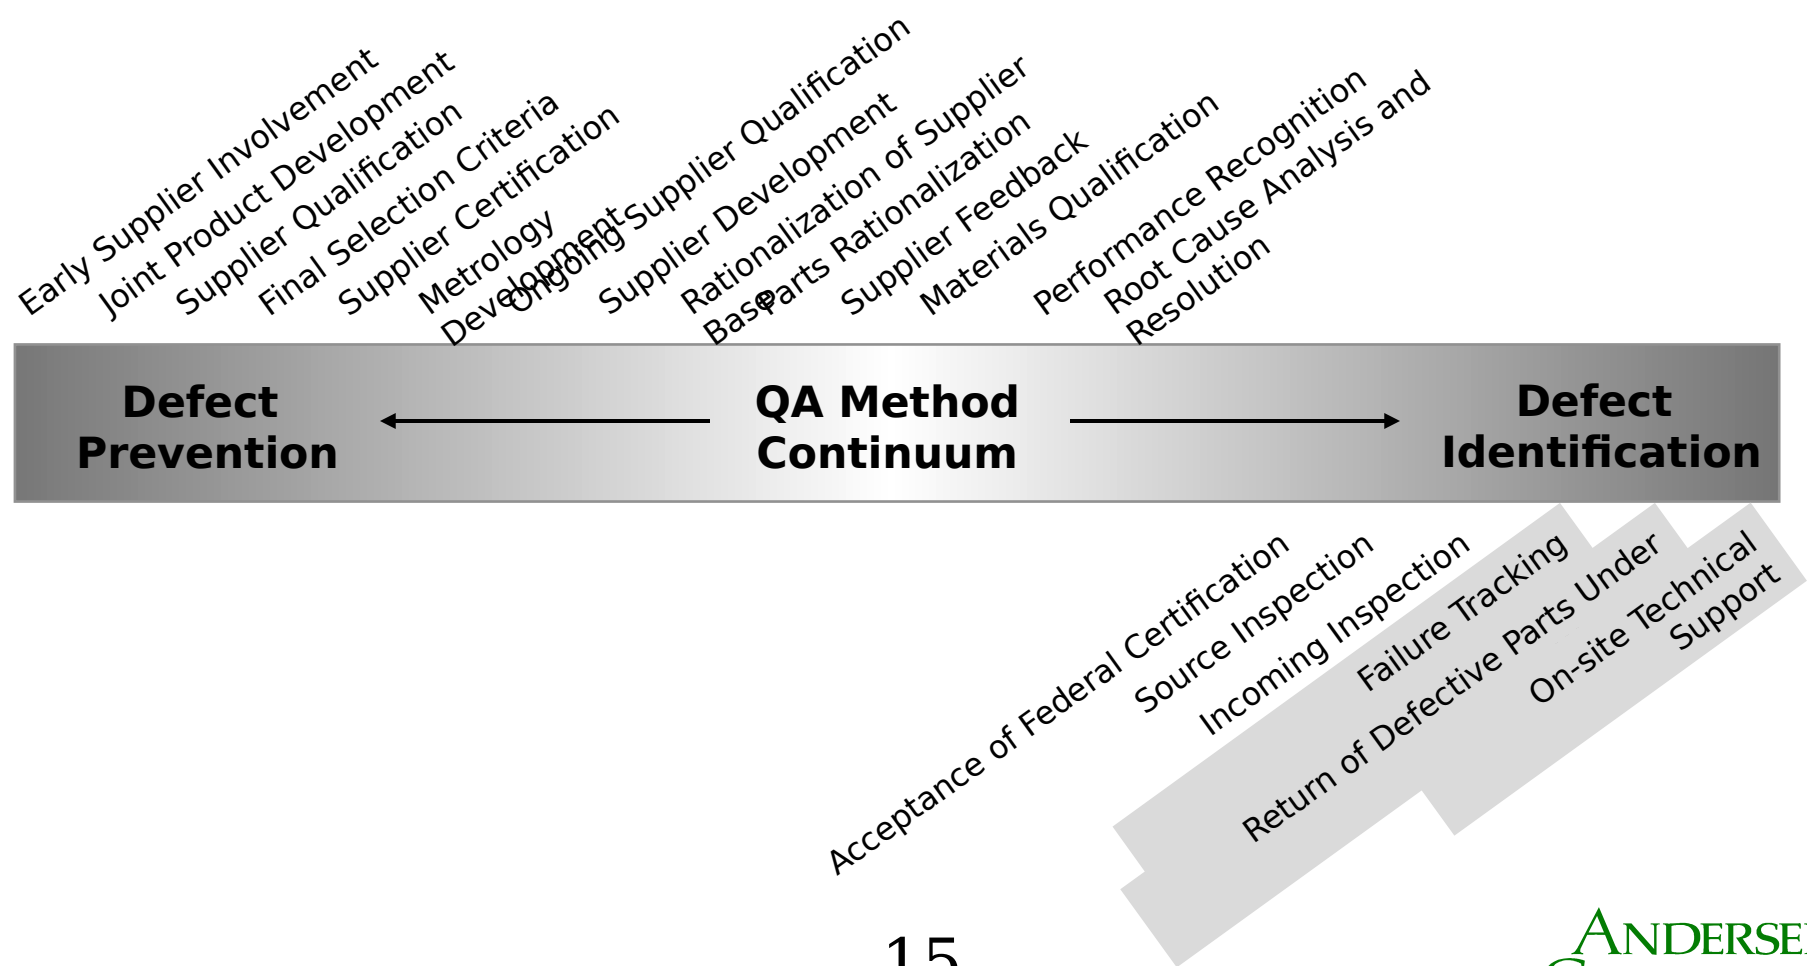 Early Supplier Involvement
Joint Product Development
Supplier Qualification
Final Selection Criteria
Supplier Certification
Metrology
Development
Ongoing Supplier Qualification
Supplier Development
Rationalization of Supplier
Base
Parts Rationalization
Supplier Feedback
Materials Qualification
Performance Recognition
Root Cause Analysis and
Resolution
Defect
Prevention
QA Method
Continuum
Defect
Identification
Acceptance of Federal Certification
Source Inspection
Incoming Inspection
Failure Tracking
Return of Defective Parts Under
On-site Technical
Support
15
ANDERSE